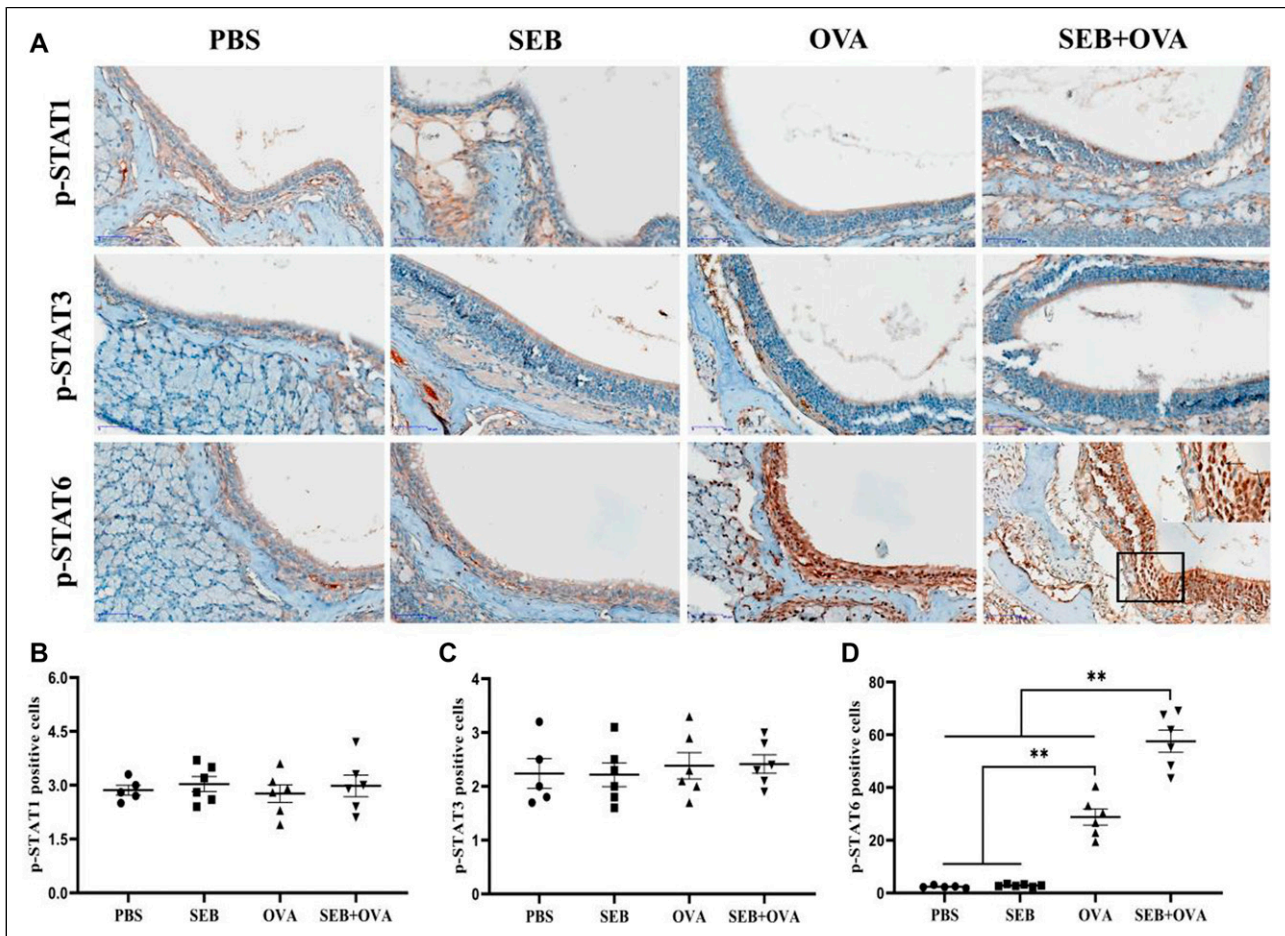 A
PBS
SEB
OVA
SEB+OVA
p-STAT1
p-STAT3
p-STAT6
B
p-STAT1 positive cells
6.0
4.5
3.0
1.5
0.0
PBS
SEB
OVA
SEB+OVA
C
p-STAT3 positive cells
4
3
2
1
0
PBS
SEB
OVA
SEB+OVA
D
p-STAT6 positive cells
80
60
40
20
0
**
**
PBS
SEB
OVA
SEB+OVA